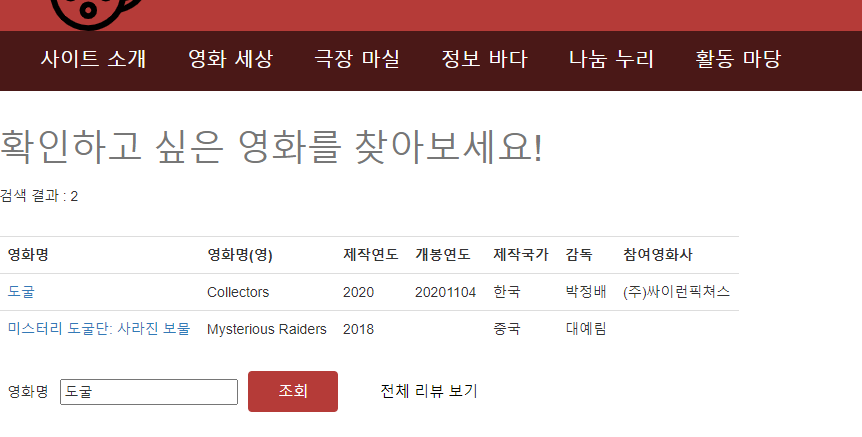 사이트 소개 영화 세상 극장 마실 정보 바다 나눔 누리 활동 마당
확인하고 싶은 영화를 찾아보세요!
검색 결과 : 2
영화명 영화명(영) 제작연도 개봉연도 제작국가 감독 참여영화사
도굴 Collectors 2020 20201104 한국 박정배 (주)싸이런픽쳐스
미스터리 도굴단: 사라진 보물 Mysterious Raiders 2018 중국 대예림
영화명 도굴 조회 전체 리뷰 보기